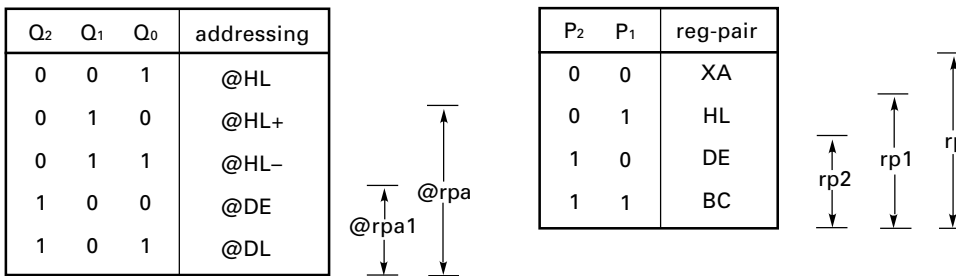 Q2 Q1 Q0 addressing
0 0 1 @HL
0 1 0 @HL+
0 1 1 @HL–
1 0 0 @DE
1 0 1 @DL
@rpa1
@rpa
P2 P1 reg-pair
0 0 XA
0 1 HL
1 0 DE
1 1 BC
rp2
rp1
rp